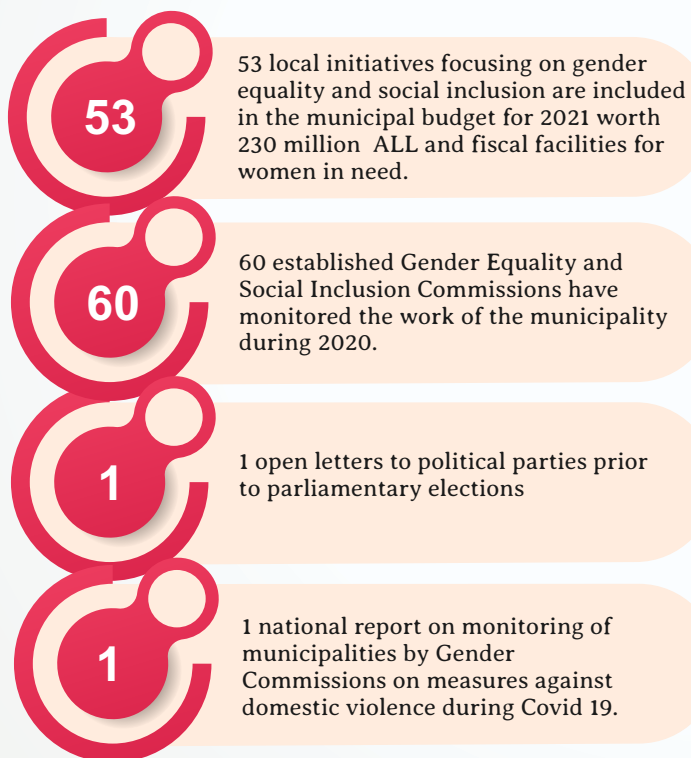 53
53 local initiatives focusing on gender
equality and social inclusion are included
in the municipal budget for 2021 worth
230 million ALL and fiscal facilities for
women in need.
60
60 established Gender Equality and
Social Inclusion Commissions have
monitored the work of the municipality
during 2020.
1
1 open letters to political parties prior
to parliamentary elections
1
1 national report on monitoring of
municipalities by Gender
Commissions on measures against
domestic violence during Covid 19.